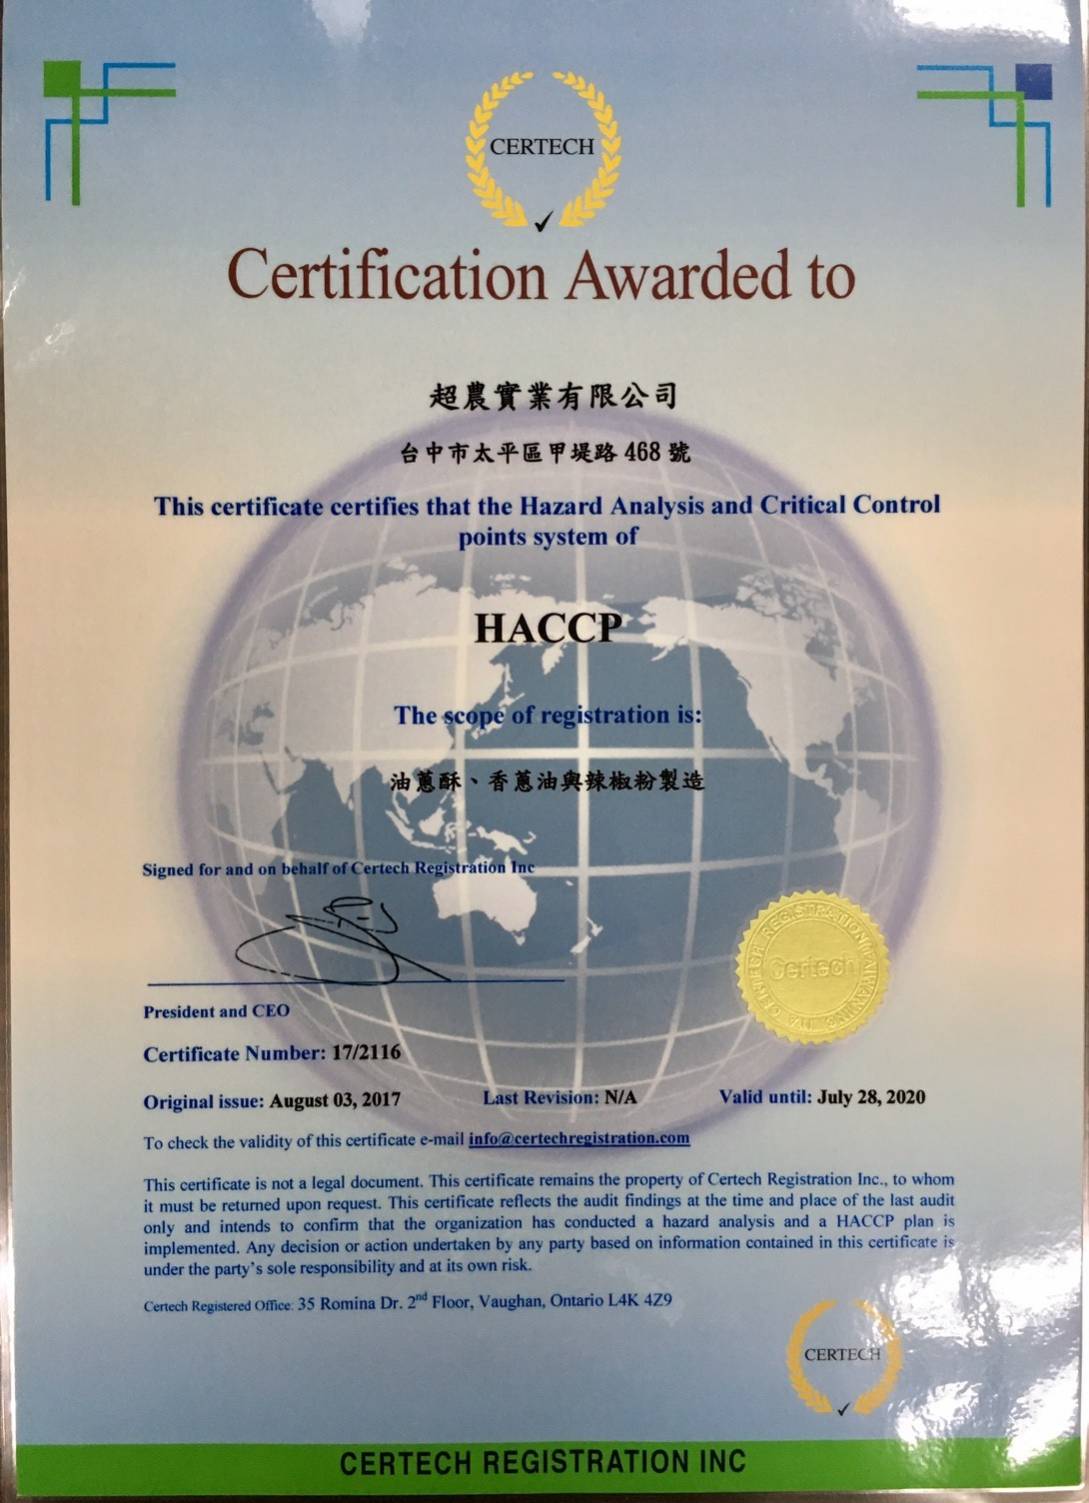 CERTECH
Certification Awarded to
超農實業有限公司
台中市太平區甲堤路 468 號
This certificate certifies that the Hazard Analysis and Critical Control
points system of
HACCP
The scope of registration is:
油蔥酥、香蔥油與辣椒粉製造
Signed for and on behalf of Certech Registration Inc
President and CEO
Certech
Certificate Number: 17/2116
Original issue: August 03, 2017 Last Revision: N/A Valid until: July 28, 2020
To check the validity of this certificate e-mail info@certechregistration.com
This certificate is not a legal document. This certificate remains the property of Certech Registration Inc., to whom
it must be returned upon request. This certificate reflects the audit findings at the time and place of the last audit
only and intends to confirm that the organization has conducted a hazard analysis and a HACCP plan is
implemented. Any decision or action undertaken by any party based on information contained in this certificate is
under the party's sole responsibility and at its own risk.
Certech Registered Office: 35 Romina Dr. 2nd Floor, Vaughan, Ontario L4K 4Z9
CERTECH
CERTECH REGISTRATION INC